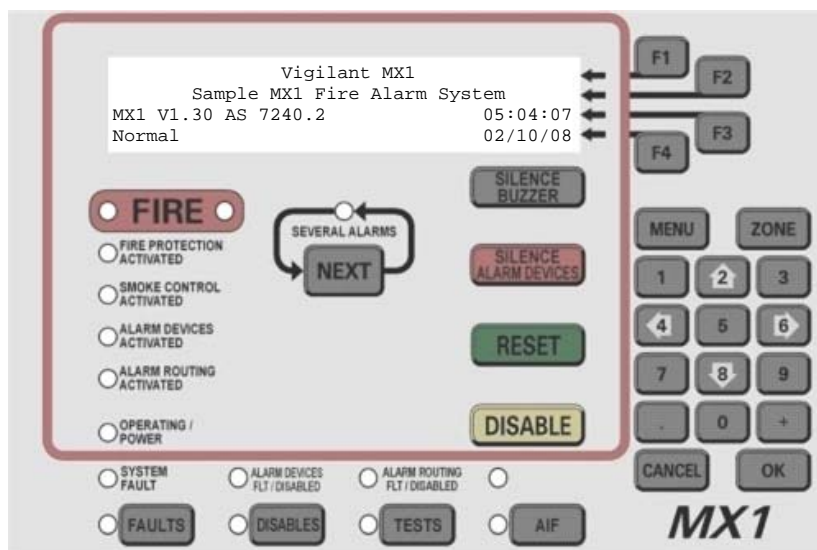 Vigilant MX1
Sample MX1 Fire Alarm System
MX1 V1.30 AS 7240.2 05:04:07
Normal 02/10/08
F1
F2
F3
F4
FIRE
FIRE PROTECTION
ACTIVATED
SMOKE CONTROL
ACTIVATED
ALARM DEVICES
ACTIVATED
ALARM ROUTING
ACTIVATED
OPERATING /
POWER
SEVERAL ALARMS
NEXT
SILENCE
BUZZER
SILENCE
ALARM DEVICES
RESET
DISABLE
MENU ZONE
1 2 3
4 5 6
7 8 9
. 0 +
CANCEL OK
SYSTEM
FAULT
ALARM DEVICES
FLT / DISABLED
ALARM ROUTING
FLT / DISABLED
FAULTS DISABLES TESTS AIF
MX1